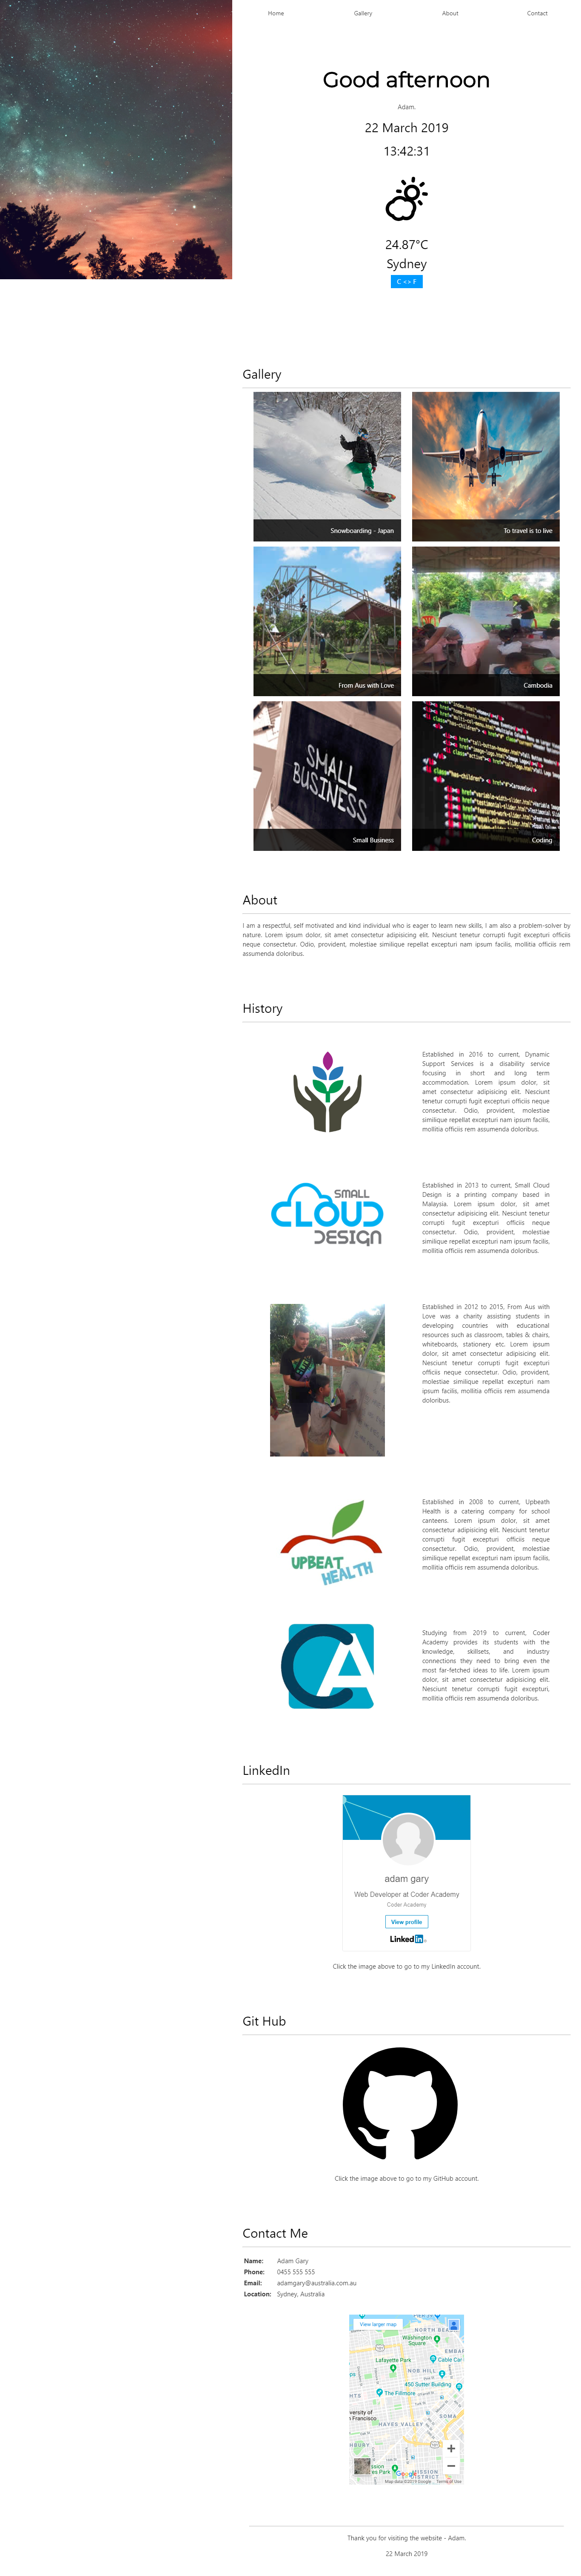 Home Gallery About Contact
Good afternoon
Adam.
22 March 2019
13:42:31
24.87°C
Sydney
C <> F
Gallery
Snowboarding - Japan
To travel is to live
From Aus with Love
Cambodia
SMALL
BUSINESS
Small Business
Coding
About
I am a respectful, self motivated and kind individual who is eager to learn new skills, I am also a problem-solver by
nature. Lorem ipsum dolor, sit amet consectetur adipisicing elit. Nesciunt tenetur corrupti fugit excepturi officiis
neque consectetur. Odio, provident, molestiae similique repellat excepturi nam ipsum facilis, mollitia officiis rem
assumenda doloribus.
History
Established in 2016 to current, Dynamic
Support Services is a disability service
focusing in short and long term
accommodation. Lorem ipsum dolor, sit
amet consectetur adipisicing elit. Nesciunt
tenetur corrupti fugit excepturi officiis neque
consectetur. Odio, provident, molestiae
similique repellat excepturi nam ipsum facilis,
mollitia officiis rem assumenda doloribus.
SMALL
CLOUD
DESIGN
Established in 2013 to current, Small Cloud
Design is a printing company based in
Malaysia. Lorem ipsum dolor, sit amet
consectetur adipisicing elit. Nesciunt tenetur
corrupti fugit excepturi officiis neque
consectetur. Odio, provident, molestiae
similique repellat excepturi nam ipsum facilis,
mollitia officiis rem assumenda doloribus.
Established in 2012 to 2015, From Aus with
Love was a charity assisting students in
developing countries with educational
resources such as classroom, tables & chairs,
whiteboards, stationery etc. Lorem ipsum
dolor, sit amet consectetur adipisicing elit.
Nesciunt tenetur corrupti fugit excepturi
officiis neque consectetur. Odio, provident,
molestiae similique repellat excepturi nam
ipsum facilis, mollitia officiis rem assumenda
doloribus.
UPBEAT
HEALTH
Established in 2008 to current, Upbeath
Health is a catering company for school
canteens. Lorem ipsum dolor, sit amet
consectetur adipisicing elit. Nesciunt tenetur
corrupti fugit excepturi officiis neque
consectetur. Odio, provident, molestiae
similique repellat excepturi nam ipsum facilis,
mollitia officiis rem assumenda doloribus.
CA
Studying from 2019 to current, Coder
Academy provides its students with the
knowledge, skillsets, and industry
connections they need to bring even the
most far-fetched ideas to life. Lorem ipsum
dolor, sit amet consectetur adipisicing elit.
Nesciunt tenetur corrupti fugit excepturi,
mollitia officiis rem assumenda doloribus.
LinkedIn
adam gary
Web Developer at Coder Academy
Coder Academy
View profile
Linked in
Click the image above to go to my LinkedIn account.
Git Hub
Click the image above to go to my GitHub account.
Contact Me
Name: Adam Gary
Phone: 0455 555 555
Email: adamgary@australia.com.au
Location: Sydney, Australia
View larger map
NORTH BEA
Washington
Square
EMBAR
Lafayette Park
Cable Car
NOB HILL
450 Sutter Building
HTS
The Fillmore
versity of
n Francisco
SOMA
HAYES VALLEY
HBURY
MISSION
DISTRICT
es Park
Google
Map data ©2019 Google
Terms of Use
Thank you for visiting the website - Adam.
22 March 2019